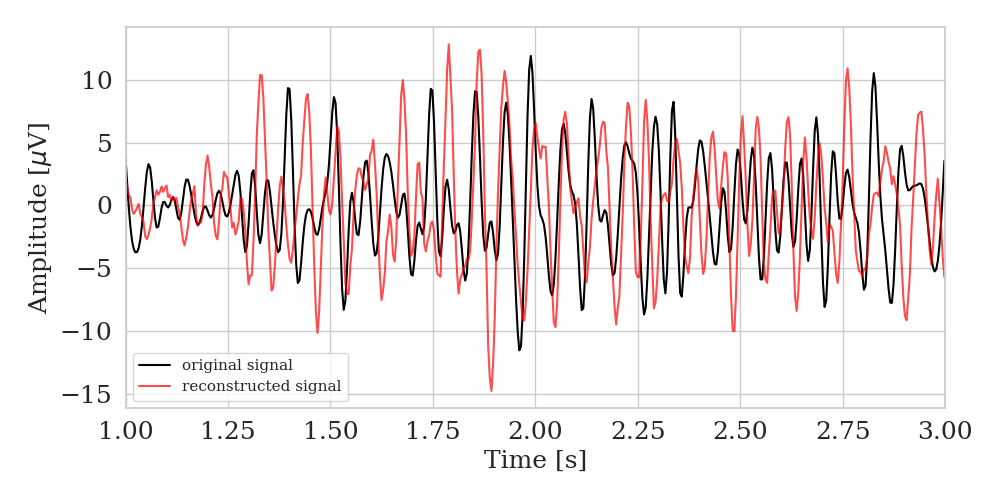 10
5
0
−5
−10
−15
Amplitude [μV]
original signal
reconstructed signal
1.00 1.25 1.50 1.75 2.00 2.25 2.50 2.75 3.00
Time [s]